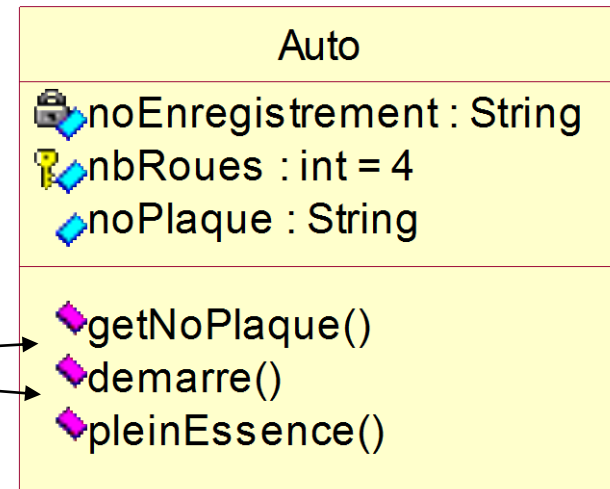 Auto
noEnregistrement : String
nbRoues : int = 4
noPlaque : String
getNoPlaque()
demarre()
pleinEssence()